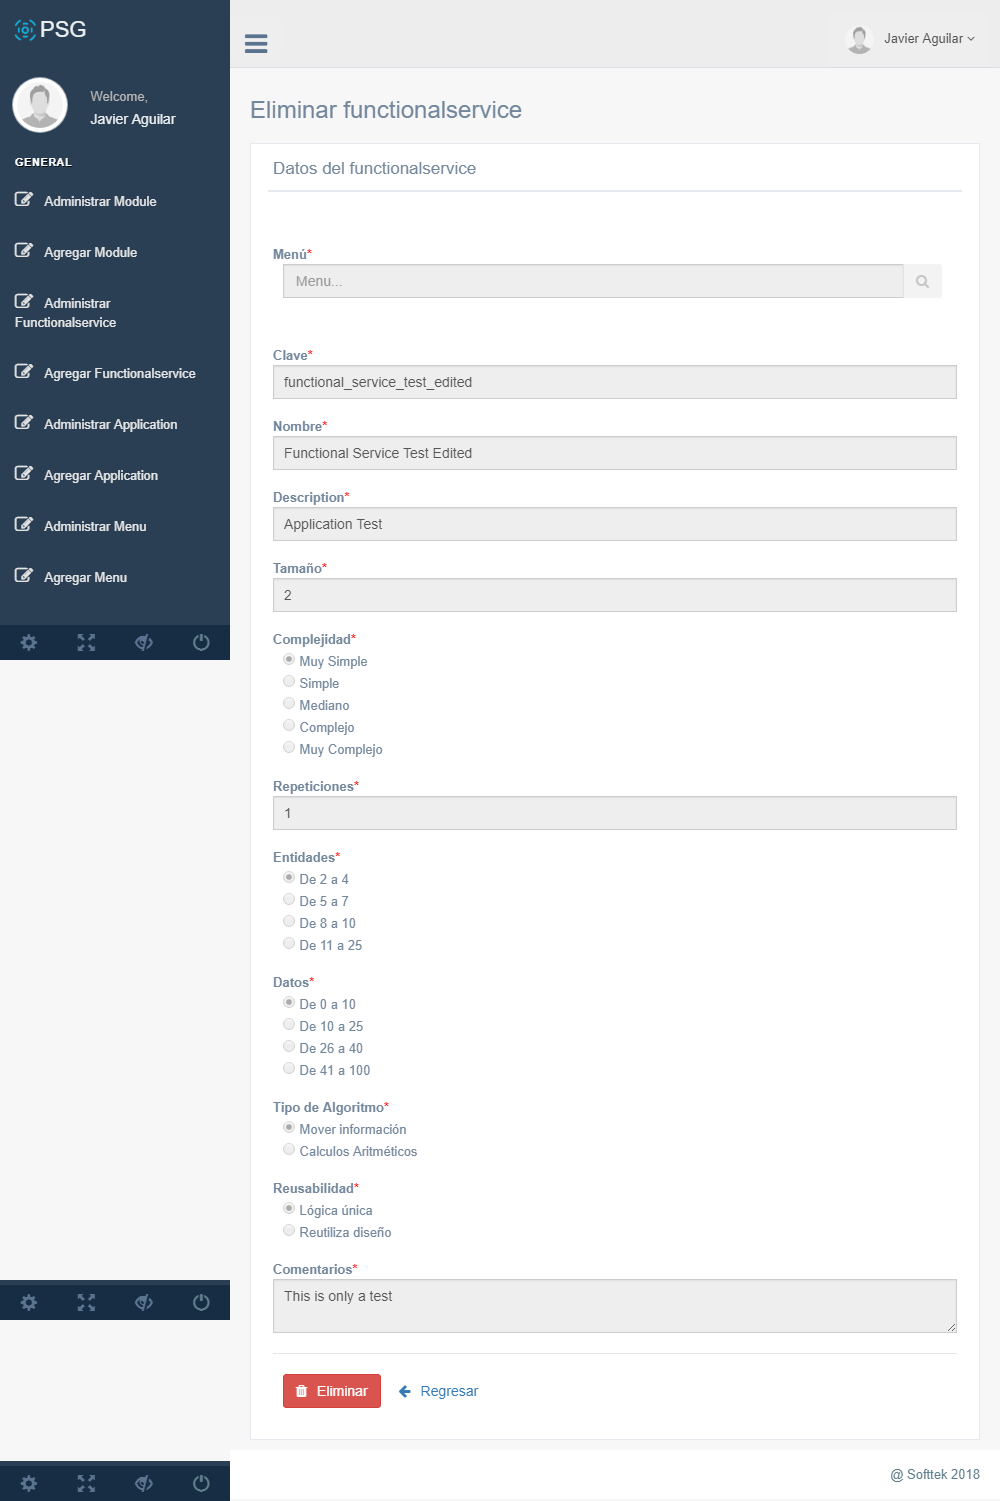 PSG
Welcome,
Javier Aguilar
GENERAL
Administrar Module
Agregar Module
Administrar
Functionalservice
Agregar Functionalservice
Administrar Application
Agregar Application
Administrar Menu
Agregar Menu
Javier Aguilar
Eliminar functionalservice
Datos del functionalservice
Menú*
Menu...
Clave*
functional_service_test_edited
Nombre*
Functional Service Test Edited
Description*
Application Test
Tamaño*
2
Complejidad*
Muy Simple
Simple
Mediano
Complejo
Muy Complejo
Repeticiones*
1
Entidades*
De 2 a 4
De 5 a 7
De 8 a 10
De 11 a 25
Datos*
De 0 a 10
De 10 a 25
De 26 a 40
De 41 a 100
Tipo de Algoritmo*
Mover información
Calculos Aritméticos
Reusabilidad*
Lógica única
Reutiliza diseño
Comentarios*
This is only a test
Eliminar
Regresar
@ Softtek 2018